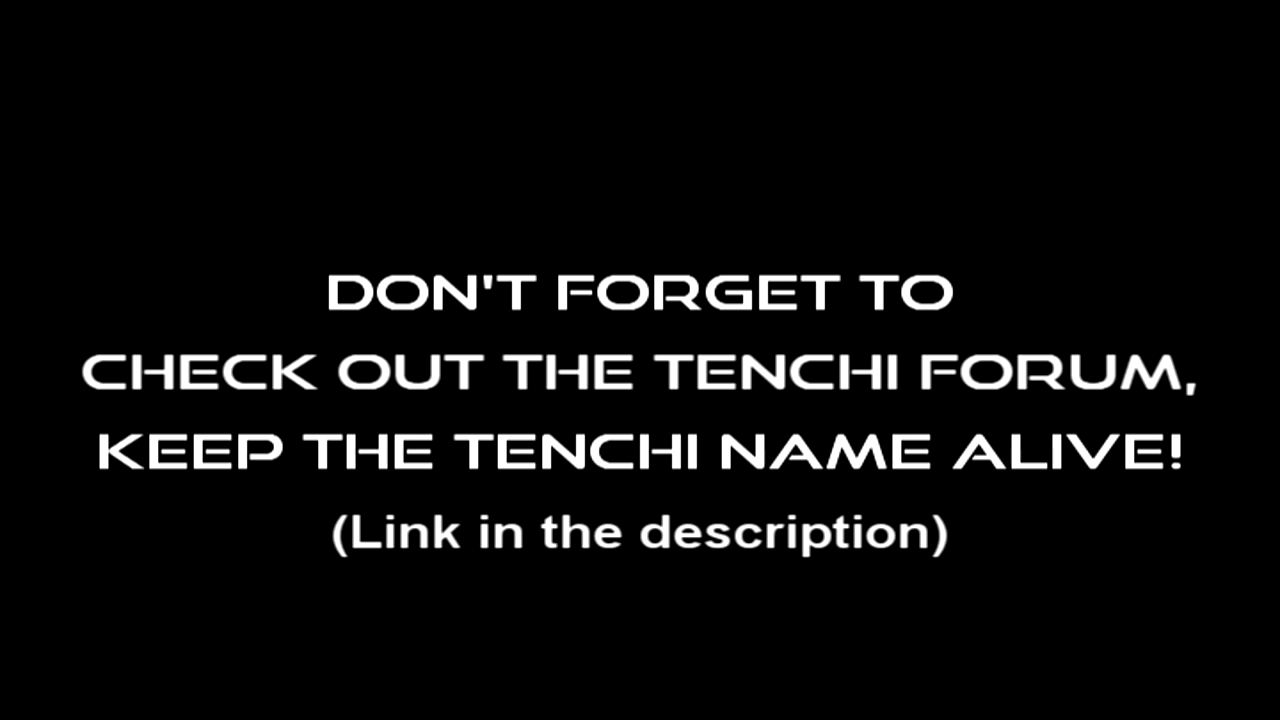 DON'T FORGET TO
CHECK OUT THE TENCHI FORUM,
KEEP THE TENCHI NAME ALIVE!
(Link in the description)